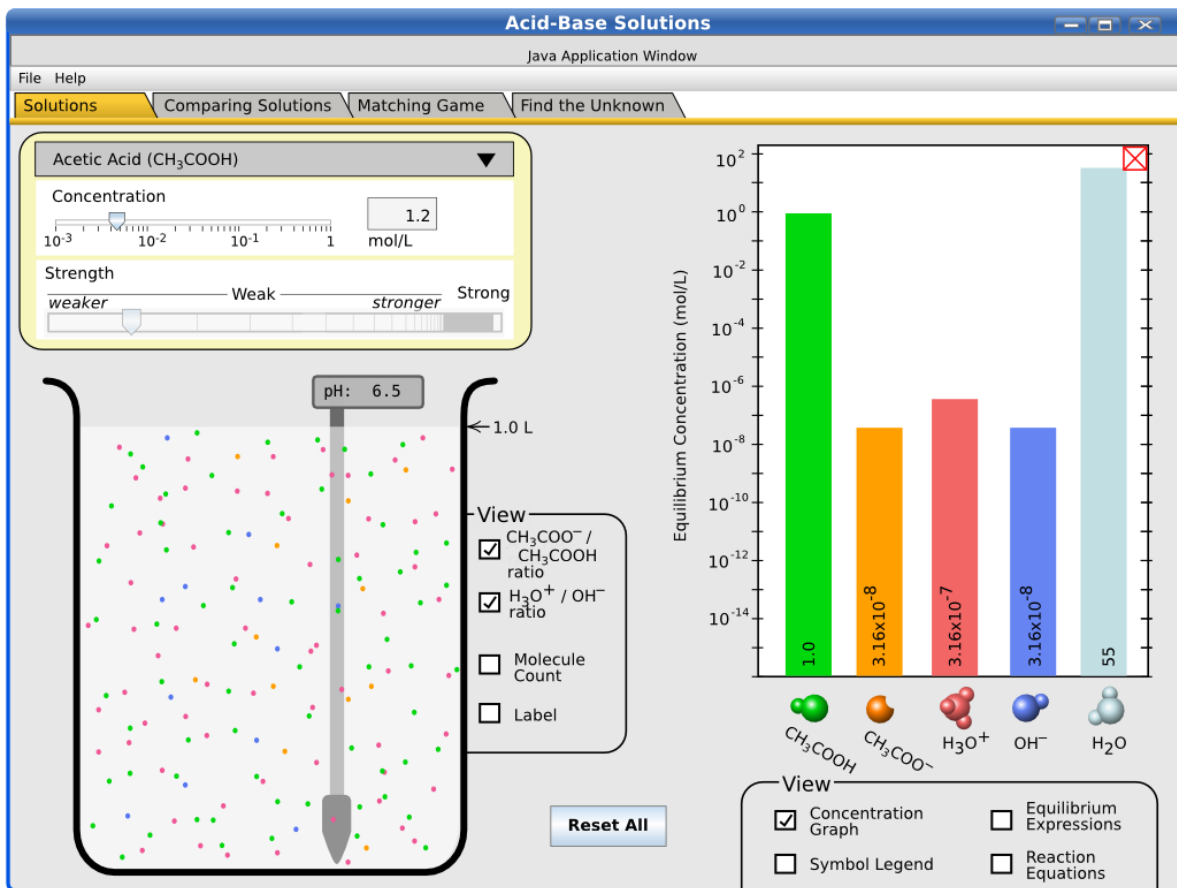 Acid-Base Solutions
Java Application Window
File Help
Solutions Comparing Solutions Matching Game Find the Unknown
Acetic Acid (CH₃COOH)
Concentration
1.2
mol/L
10⁻³ 10⁻² 10⁻¹ 1
Strength
weaker Weak stronger Strong
pH: 6.5
1.0 L
View
CH₃COO⁻ /
CH₃COOH
ratio
H₃O⁺ / OH⁻
ratio
Molecule
Count
Label
Reset All
Equilibrium Concentration (mol/L)
10²
10⁰
10⁻²
10⁻⁴
10⁻⁶
10⁻⁸
10⁻¹⁰
10⁻¹²
10⁻¹⁴
1.0
3.16x10⁻⁸
3.16x10⁻⁷
3.16x10⁻⁸
55
CH₃COOH
CH₃COO⁻
H₃O⁺
OH⁻
H₂O
View
Concentration
Graph
Equilibrium
Expressions
Symbol Legend
Reaction
Equations